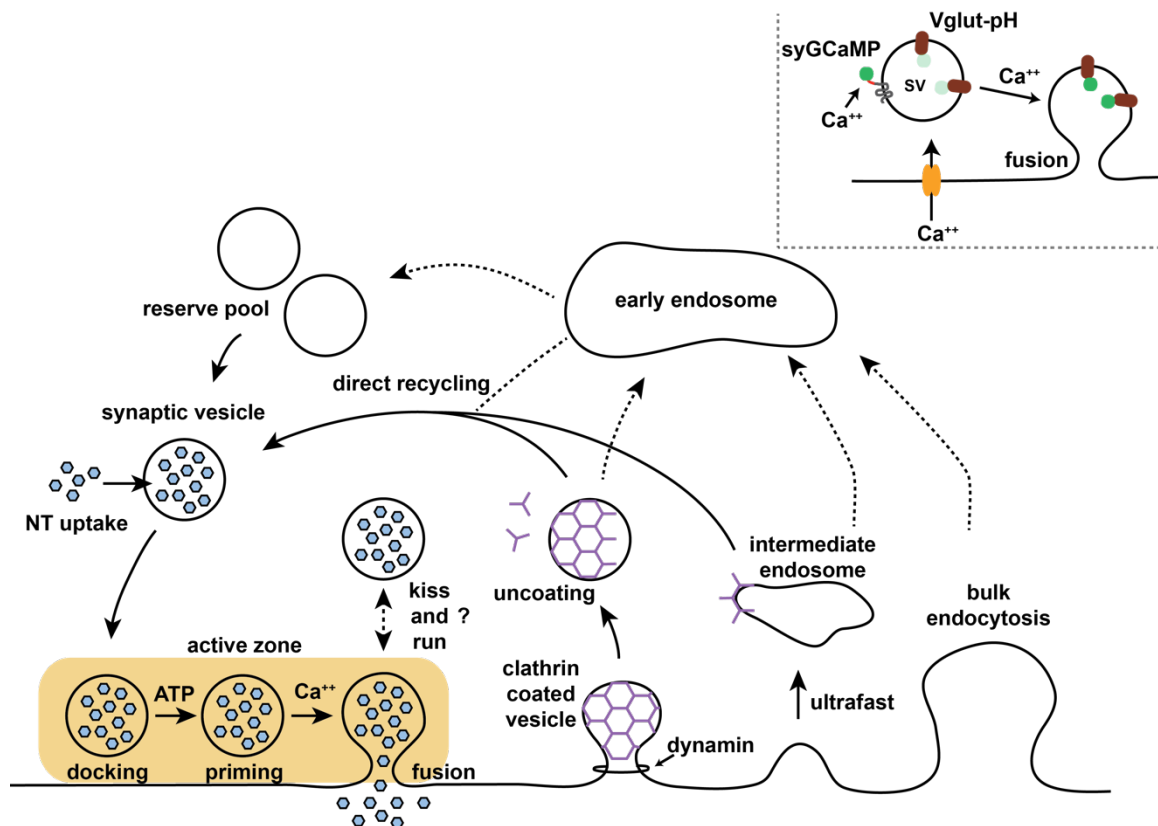 Vglut-pH
syGCaMP
SV
Ca++
Ca++
fusion
Ca++
reserve pool
early endosome
direct recycling
synaptic vesicle
NT uptake
kiss
and ?
run
uncoating
intermediate
endosome
bulk
endocytosis
active zone
clathrin
coated
vesicle
ATP
Ca++
ultrafast
dynamin
docking
priming
fusion